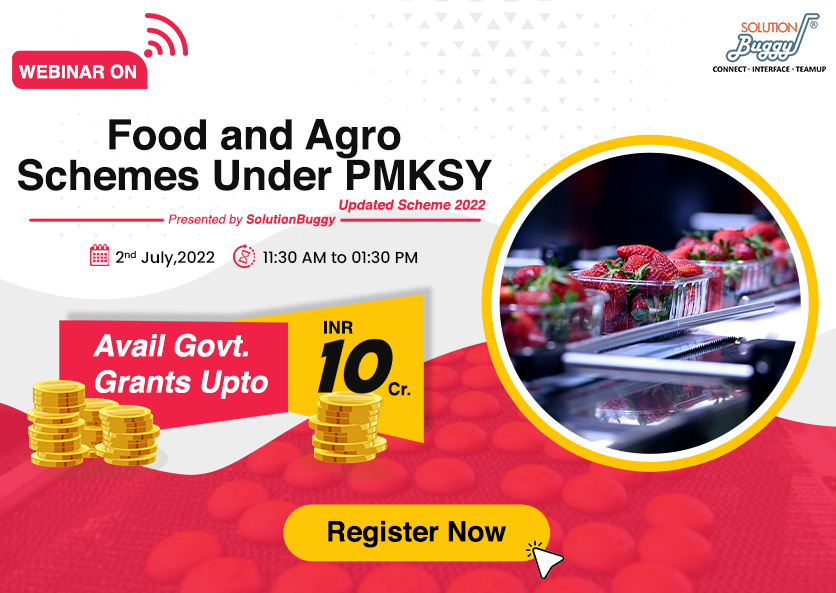 WEBINAR ON
SOLUTION
Buggy®
CONNECT • INTERFACE • TEAMUP
Food and Agro
Schemes Under PMKSY
Updated Scheme 2022
Presented by SolutionBuggy
2nd July,2022 11:30 AM to 01:30 PM
Avail Govt.
Grants Upto
INR
10
Cr.
Register Now